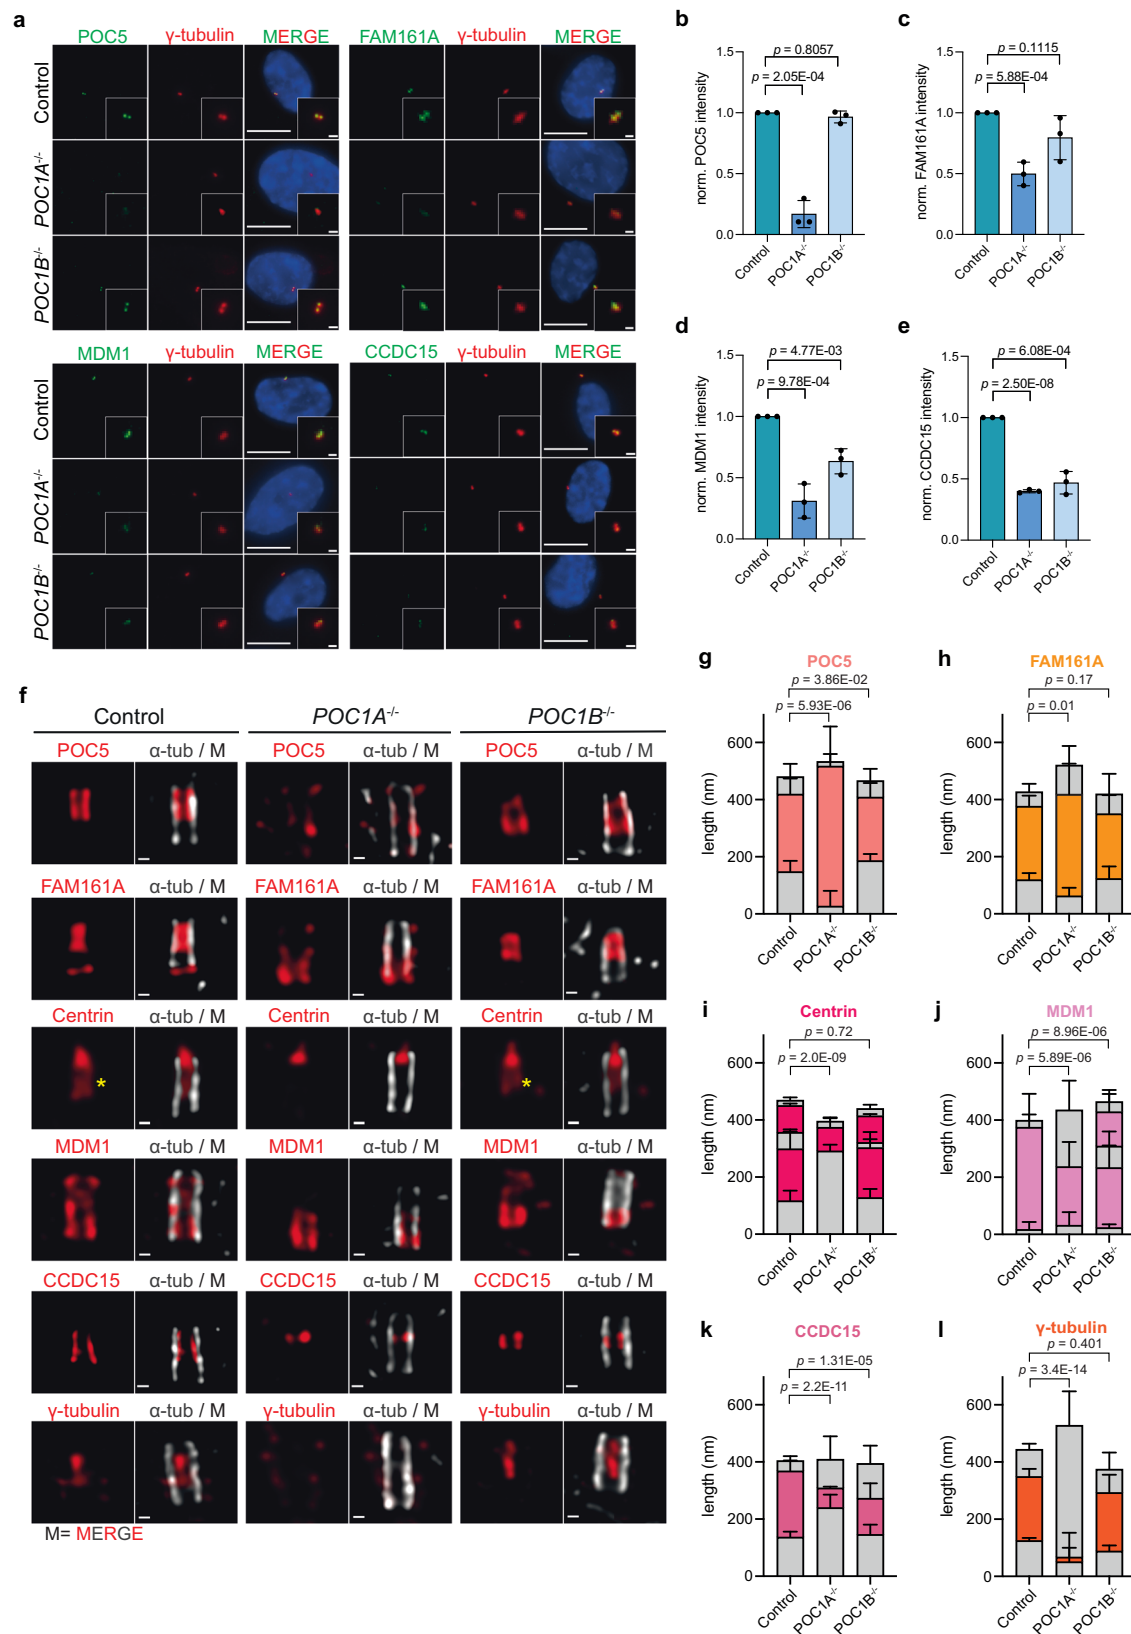 a
POC5 γ-tubulin MERGE FAM161A γ-tubulin MERGE
Control
POC1A-/-
POC1B-/-
MDM1 γ-tubulin MERGE CCDC15 γ-tubulin MERGE
Control
POC1A-/-
POC1B-/-
b
norm. POC5 intensity
1.5
1.0
0.5
0.0
p = 0.8057
p = 2.05E-04
Control
POC1A-/-
POC1B-/-
c
norm. FAM161A intensity
1.5
1.0
0.5
0.0
p = 0.1115
p = 5.88E-04
Control
POC1A-/-
POC1B-/-
d
norm. MDM1 intensity
1.5
1.0
0.5
0.0
p = 4.77E-03
p = 9.78E-04
Control
POC1A-/-
POC1B-/-
e
norm. CCDC15 intensity
1.5
1.0
0.5
0.0
p = 6.08E-04
p = 2.50E-08
Control
POC1A-/-
POC1B-/-
f
Control POC1A-/- POC1B-/-
POC5 α-tub / M POC5 α-tub / M POC5 α-tub / M
FAM161A α-tub / M FAM161A α-tub / M FAM161A α-tub / M
Centrin α-tub / M Centrin α-tub / M Centrin α-tub / M
*
*
MDM1 α-tub / M MDM1 α-tub / M MDM1 α-tub / M
CCDC15 α-tub / M CCDC15 α-tub / M CCDC15 α-tub / M
γ-tubulin α-tub / M γ-tubulin α-tub / M γ-tubulin α-tub / M
M= MERGE
g
POC5
p = 3.86E-02
p = 5.93E-06
length (nm)
600
400
200
0
Control
POC1A-/-
POC1B-/-
h
FAM161A
p = 0.17
p = 0.01
length (nm)
600
400
200
0
Control
POC1A-/-
POC1B-/-
i
Centrin
p = 0.72
p = 2.0E-09
length (nm)
600
400
200
0
Control
POC1A-/-
POC1B-/-
j
MDM1
p = 8.96E-06
p = 5.89E-06
length (nm)
600
400
200
0
Control
POC1A-/-
POC1B-/-
k
CCDC15
p = 1.31E-05
p = 2.2E-11
length (nm)
600
400
200
0
Control
POC1A-/-
POC1B-/-
l
γ-tubulin
p = 0.401
p = 3.4E-14
length (nm)
600
400
200
0
Control
POC1A-/-
POC1B-/-